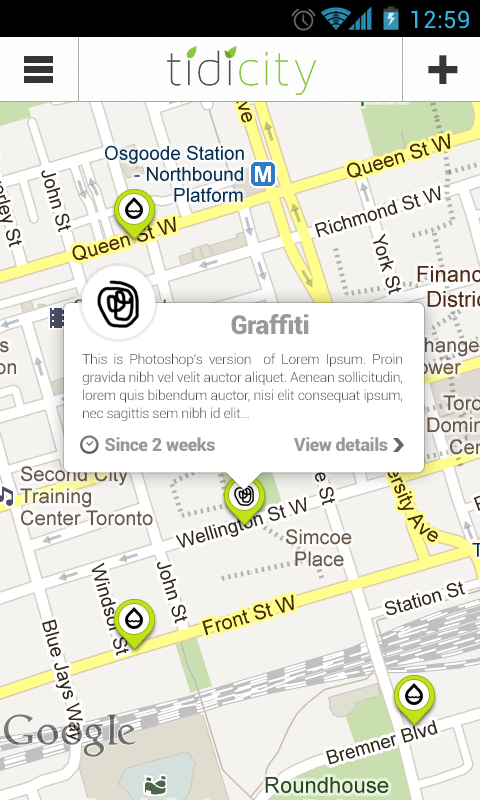 12:59
tidicity
Ave
Osgoode Station
- Northbound
Platform
M
Queen St W
John St
Queen St W
Richmond St W
York St
Financ
Distric
Graffiti
This is Photoshop's version of Lorem Ipsum. Proin
gravida nibh vel velit auctor aliquet. Aenean sollicitudin,
lorem quis bibendum auctor, nisi elit consequat ipsum,
nec sagittis sem nibh id elit...
Since 2 weeks
View details
hange
ower
Toro
Domin
Cent
Second City
Training
Center Toronto
e St
ersity Ave
Wellington St W
Simcoe
Place
Windsor St
John St
Front St W
Station St
Blue Jays Way
Google
Bremner Blvd
Roundhouse